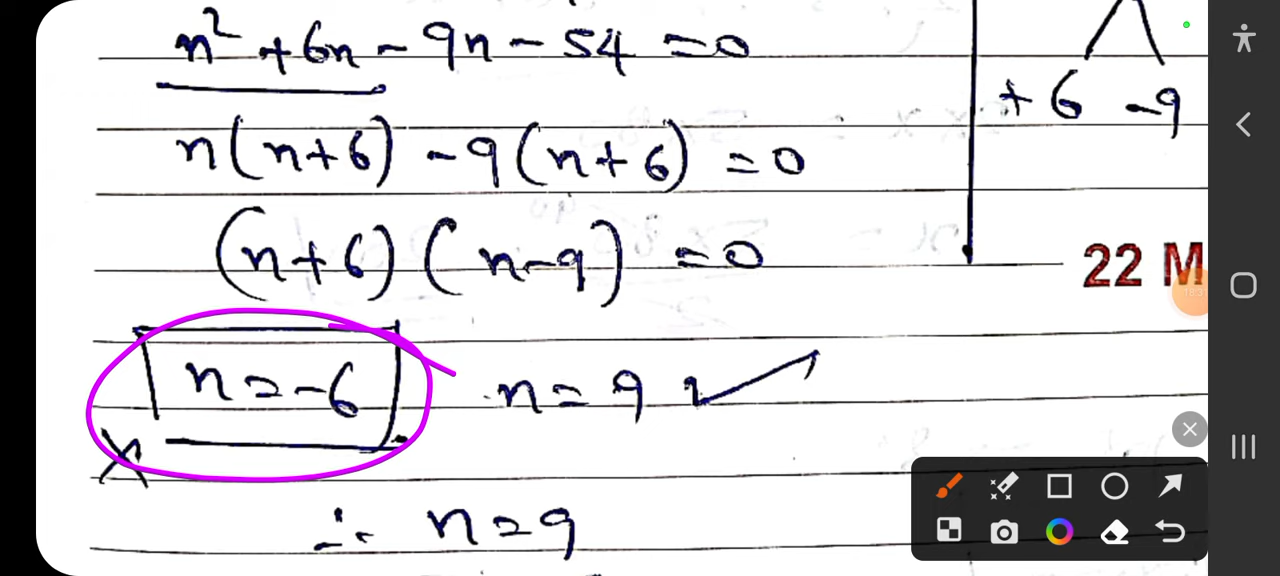 n² + 6n - 9n - 54 = 0
+ 6 -9
n(n+6) - 9(n+6) = 0
(n+6) (n-9) = 0
22 M
n = -6 n = 9 ✓
×
∴ n = 9